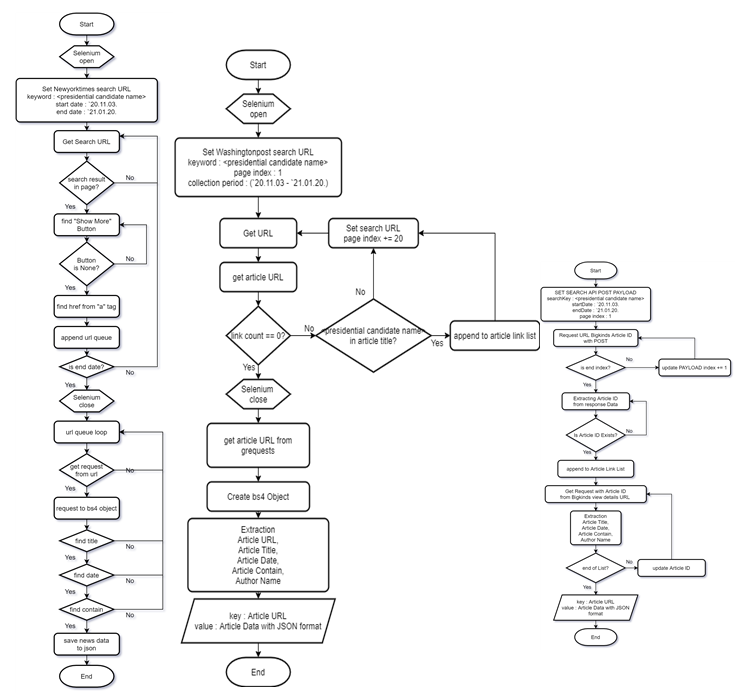 Start
Selenium
open
Set Newyorktimes search URL
keyword : <presidential candidate name>
start date : `20.11.03.
end date : `21.01.20.
Get Search URL
search result
in page?
No
Yes
find "Show More"
Button
Button
is None?
No
Yes
find href from "a" tag
append url queue
is end date?
No
Yes
Selenium
close
url queue loop
get request
from url
No
Yes
request to bs4 object
find title
No
Yes
find date
No
Yes
find contain
No
Yes
save news data
to json
End
Start
Selenium
open
Set Washingtonpost search URL
keyword : <presidential candidate name>
page index : 1
collection period : (`20.11.03 - `21.01.20.)
Get URL
Set search URL
page index += 20
get article URL
No
link count == 0?
No
<presidential candidate name>
in article title?
Yes
append to article link list
Yes
Selenium
close
get article URL from
grequests
Create bs4 Object
Extraction
Article URL,
Article Title,
Article Date,
Article Contain,
Author Name
key : Article URL
value : Article Data with JSON format
End
Start
SET SEARCH API POST PAYLOAD
searchKey : <presidential candidate name>
startDate : `20.11.03.
endDate : `21.01.20.
page index : 1
Request URL Bigkinds Article ID
with POST
is end index?
No
update PAYLOAD index += 1
Yes
Extracting Article ID
from response Data
Is Article ID Exists?
No
Yes
append to Article Link List
Get Request with Article ID
from Bigkinds view details URL
Extraction
Article Title,
Article Date,
Article Contain,
Author Name
end of List?
No
update Article ID
Yes
key : Article URL
value : Article Data with JSON
format
End